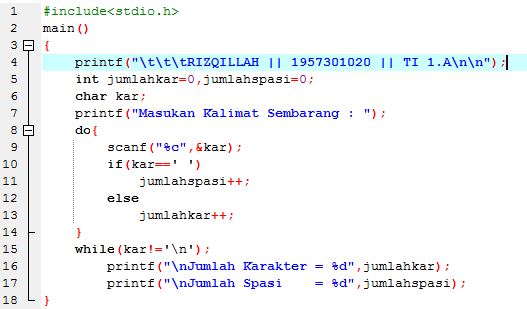 1 #include<stdio.h>
2 main()
3 {
4 printf("\t\t\tRIZQILLAH || 1957301020 || TI 1.A\n\n");
5 int jumlahkar=0,jumlahspasi=0;
6 char kar;
7 printf("Masukan Kalimat Sembarang : ");
8 do{
9 scanf("%c",&kar);
10 if(kar==' ')
11 jumlahspasi++;
12 else
13 jumlahkar++;
14 }
15 while(kar!='\n');
16 printf("\nJumlah Karakter = %d",jumlahkar);
17 printf("\nJumlah Spasi    = %d",jumlahspasi);
18 }